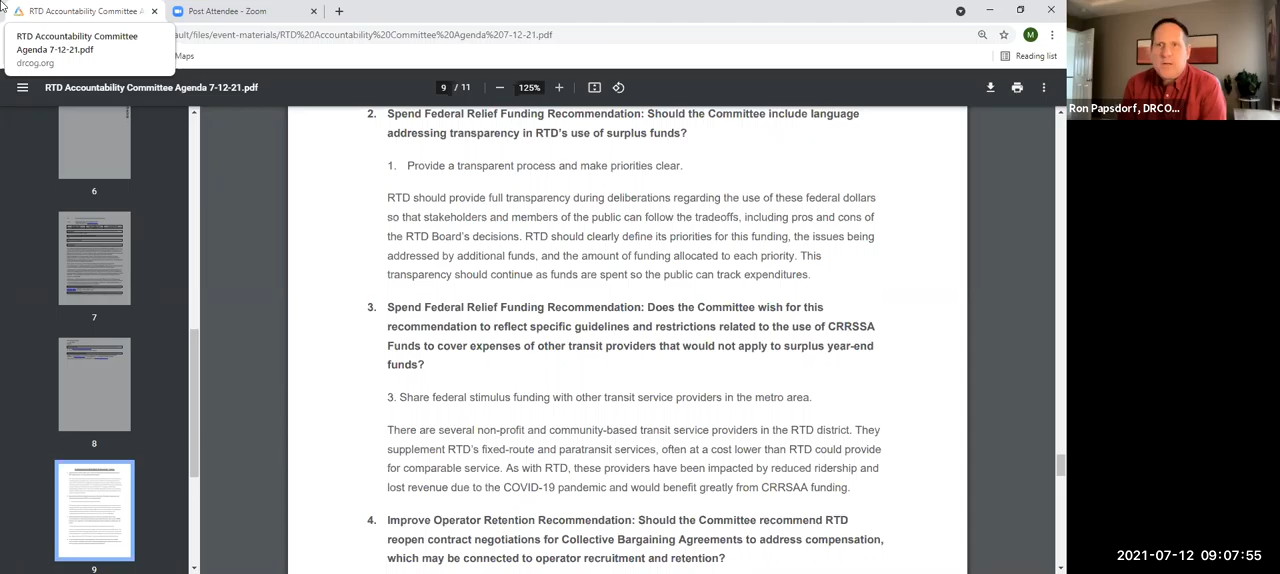 RTD Accountability Committee A
Post Attendee - Zoom
RTD Accountability Committee
Agenda 7-12-21.pdf
drcog.org
ault/files/event-materials/RTD%20Accountability%20Committee%20Agenda%207-12-21.pdf
M
Maps
Reading list
RTD Accountability Committee Agenda 7-12-21.pdf
9 / 11
125%
Ron Papsdorf, DRCO...
6
7
8
9
2. Spend Federal Relief Funding Recommendation: Should the Committee include language
addressing transparency in RTD's use of surplus funds?
1. Provide a transparent process and make priorities clear.
RTD should provide full transparency during deliberations regarding the use of these federal dollars
so that stakeholders and members of the public can follow the tradeoffs, including pros and cons of
the RTD Board's decisions. RTD should clearly define its priorities for this funding, the issues being
addressed by additional funds, and the amount of funding allocated to each priority. This
transparency should continue as funds are spent so the public can track expenditures.
3. Spend Federal Relief Funding Recommendation: Does the Committee wish for this
recommendation to reflect specific guidelines and restrictions related to the use of CRRSSA
Funds to cover expenses of other transit providers that would not apply to surplus year-end
funds?
3. Share federal stimulus funding with other transit service providers in the metro area.
There are several non-profit and community-based transit service providers in the RTD district. They
supplement RTD's fixed-route and paratransit services, often at a cost lower than RTD could provide
for comparable service. As with RTD, these providers have been impacted by reduced ridership and
lost revenue due to the COVID-19 pandemic and would benefit greatly from CRRSAA funding.
4. Improve Operator Retention Recommendation: Should the Committee recommend RTD
reopen contract negotiations for Collective Bargaining Agreements to address compensation,
which may be connected to operator recruitment and retention?
2021-07-12 09:07:55